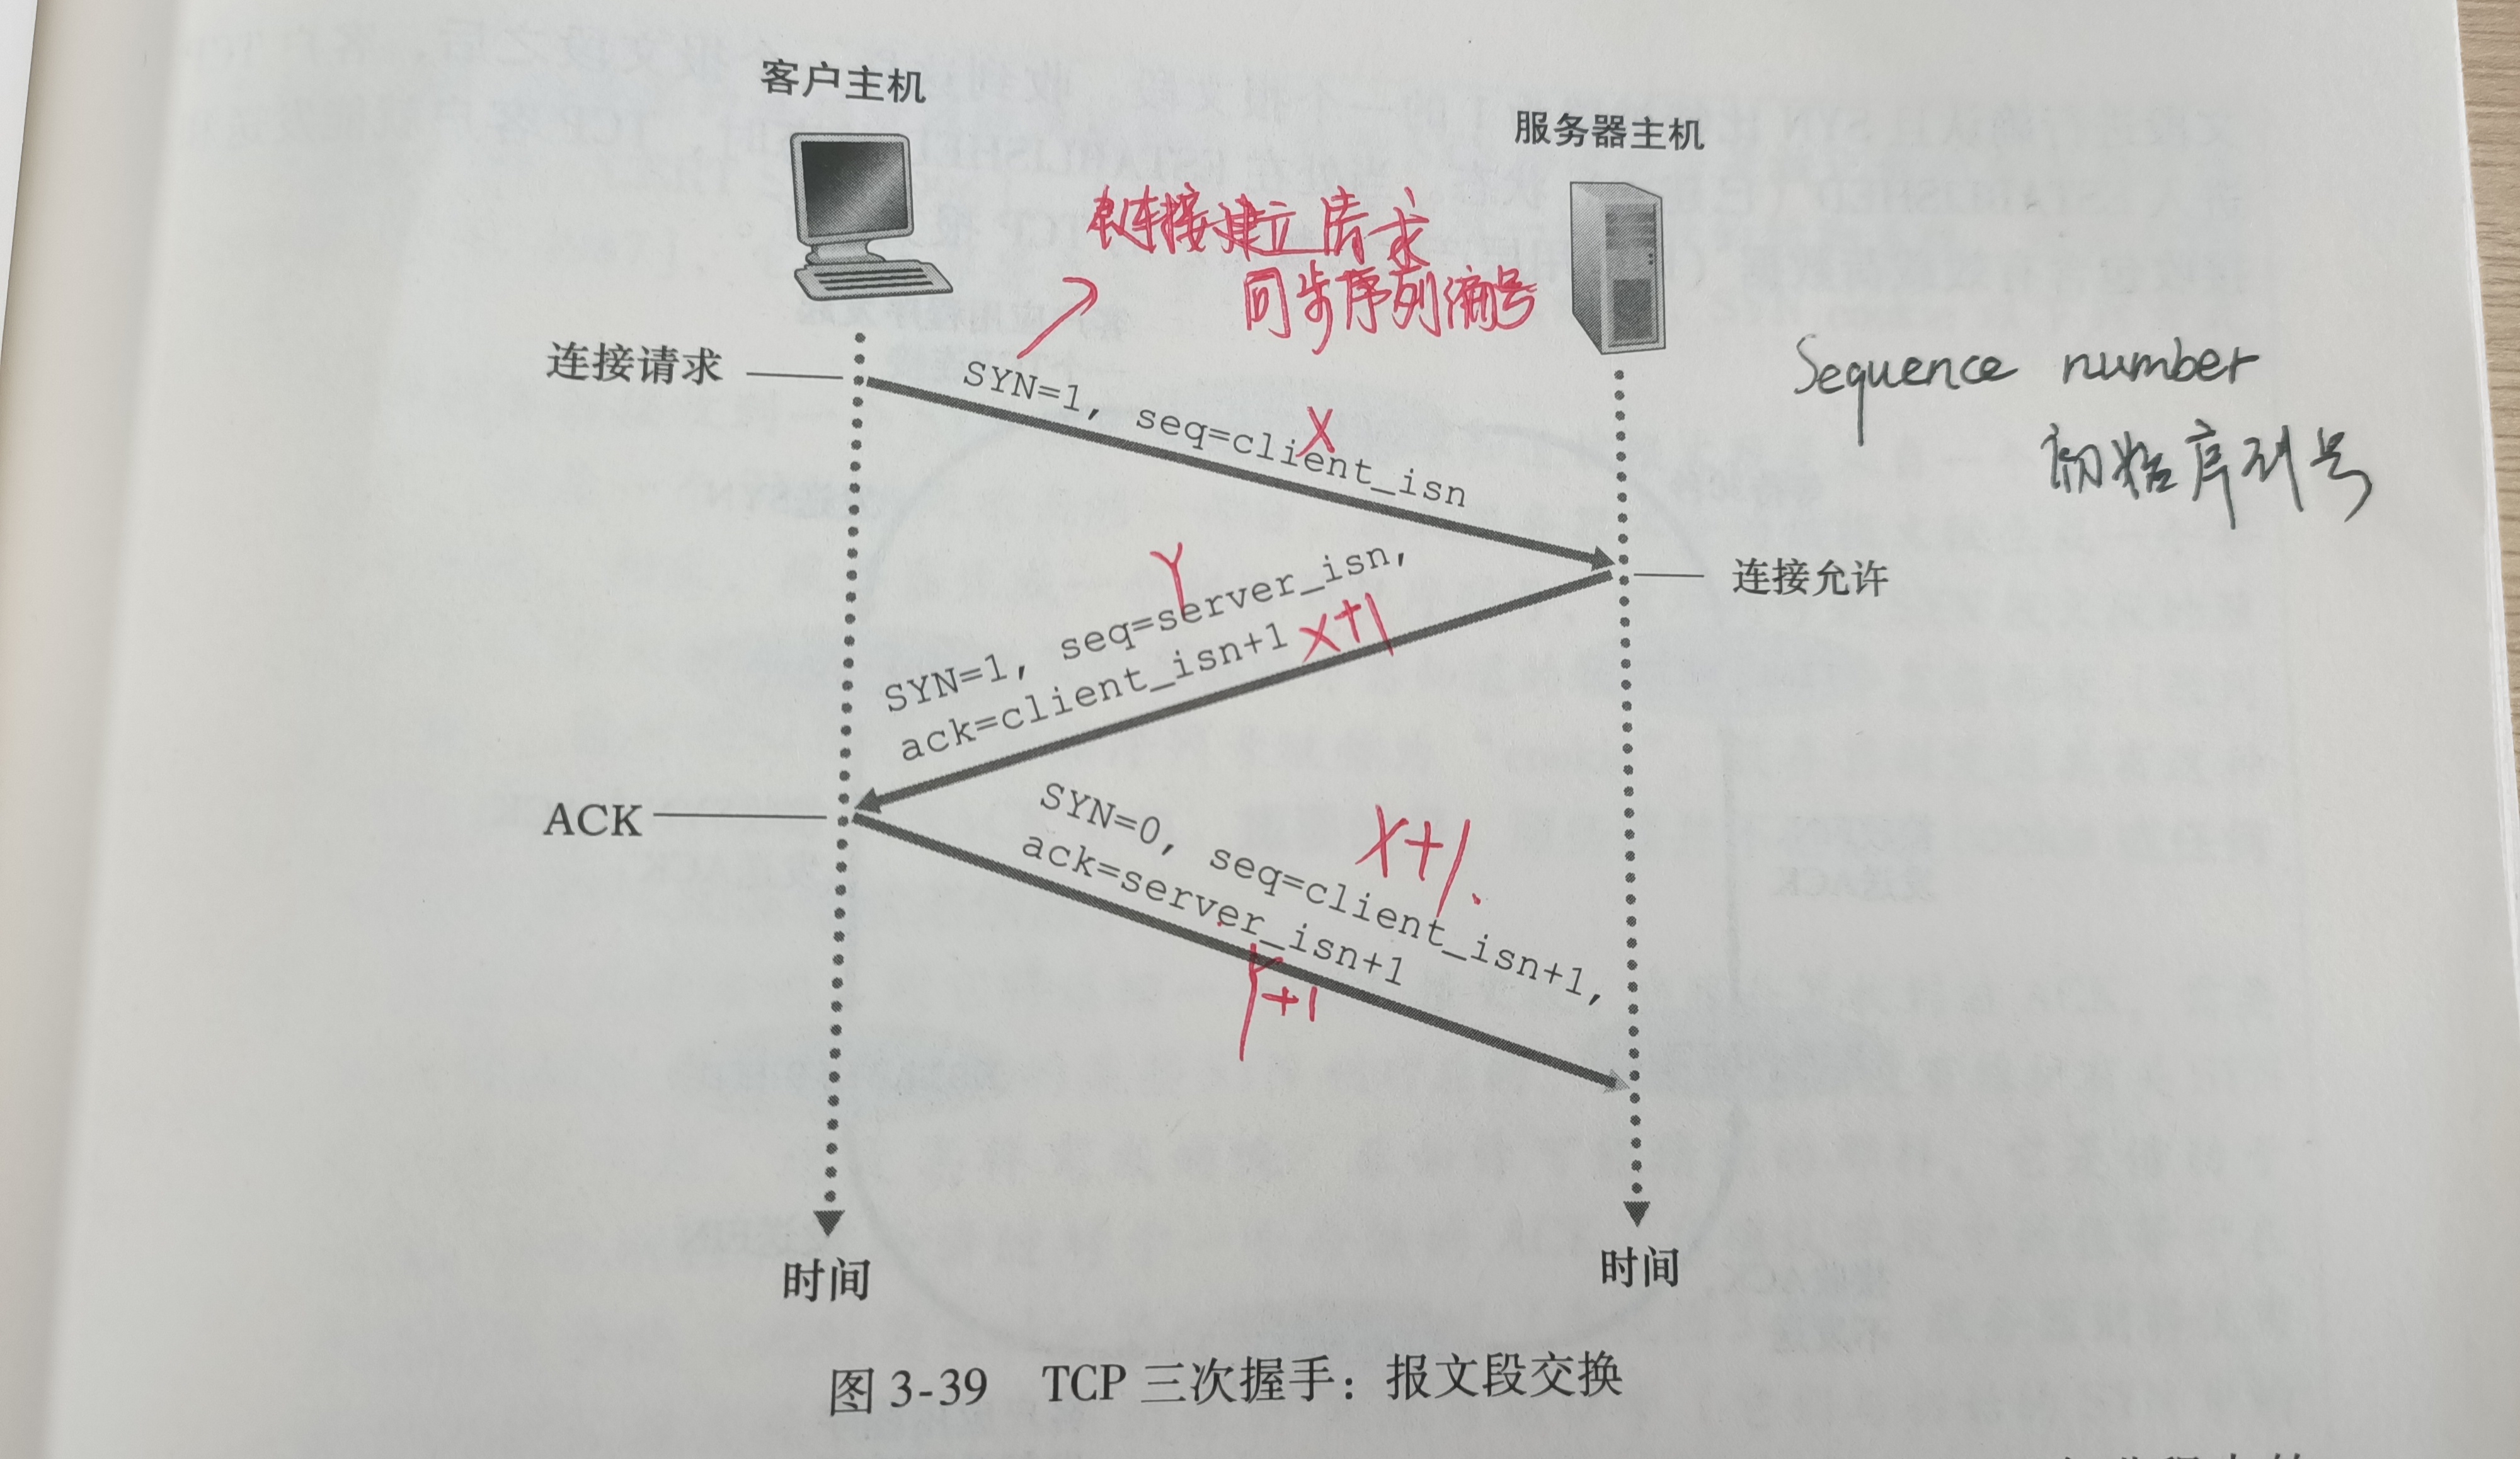 客户主机
服务器主机
连接建立请求
同步序列编号
连接请求
SYN=1, seq=client_isn
X
Sequence number
初始序列号
连接允许
Y
SYN=1, seq=server_isn,
ack=client_isn+1
X+1
ACK
SYN=0, seq=client_isn+1,
ack=server_isn+1
X+1.
Y+1
时间
时间
图 3-39 TCP 三次握手：报文段交换